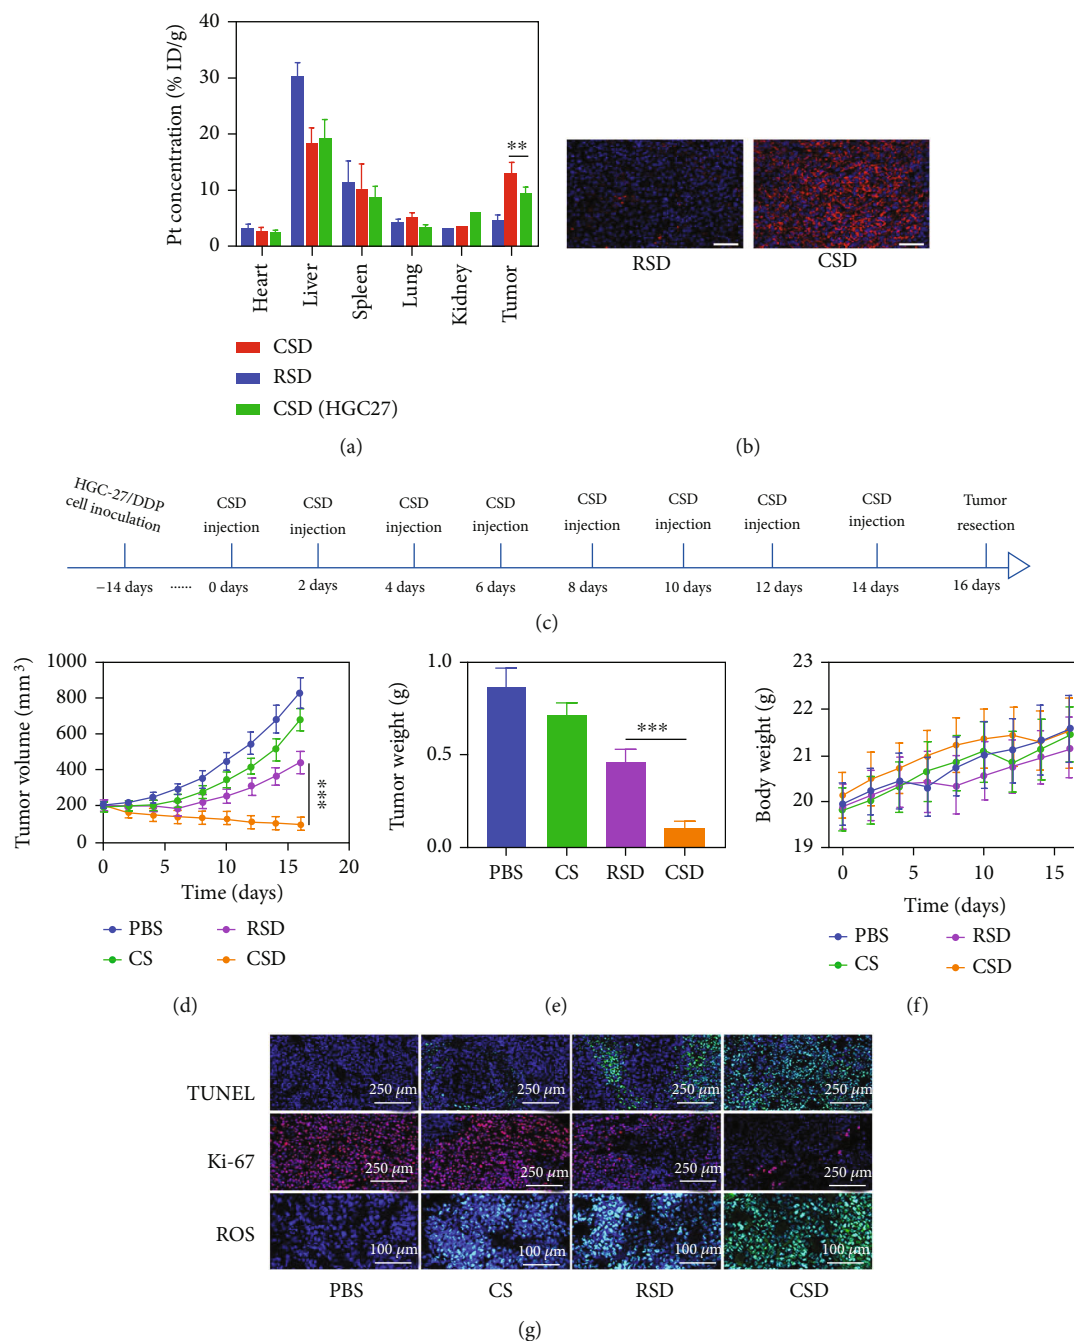 40
30
20
10
0
Pt concentration (% ID/g)
**
Heart
Liver
Spleen
Lung
Kidney
Tumor
CSD
RSD
CSD (HGC27)
(a)
RSD
CSD
(b)
HGC-27/DDP
cell inoculation
CSD
injection
CSD
injection
CSD
injection
CSD
injection
CSD
injection
CSD
injection
CSD
injection
CSD
injection
Tumor
resection
−14 days
......
0 days
2 days
4 days
6 days
8 days
10 days
12 days
14 days
16 days
(c)
1000
800
600
400
200
0
Tumor volume (mm³)
***
0
5
10
15
20
Time (days)
PBS
RSD
CS
CSD
(d)
1.0
0.5
0.0
Tumor weight (g)
***
PBS
CS
RSD
CSD
(e)
23
22
21
20
19
Body weight (g)
0
5
10
15
Time (days)
PBS
RSD
CS
CSD
(f)
TUNEL
250 μm
250 μm
250 μm
250 μm
Ki-67
250 μm
250 μm
250 μm
250 μm
ROS
100 μm
100 μm
100 μm
100 μm
PBS
CS
RSD
CSD
(g)